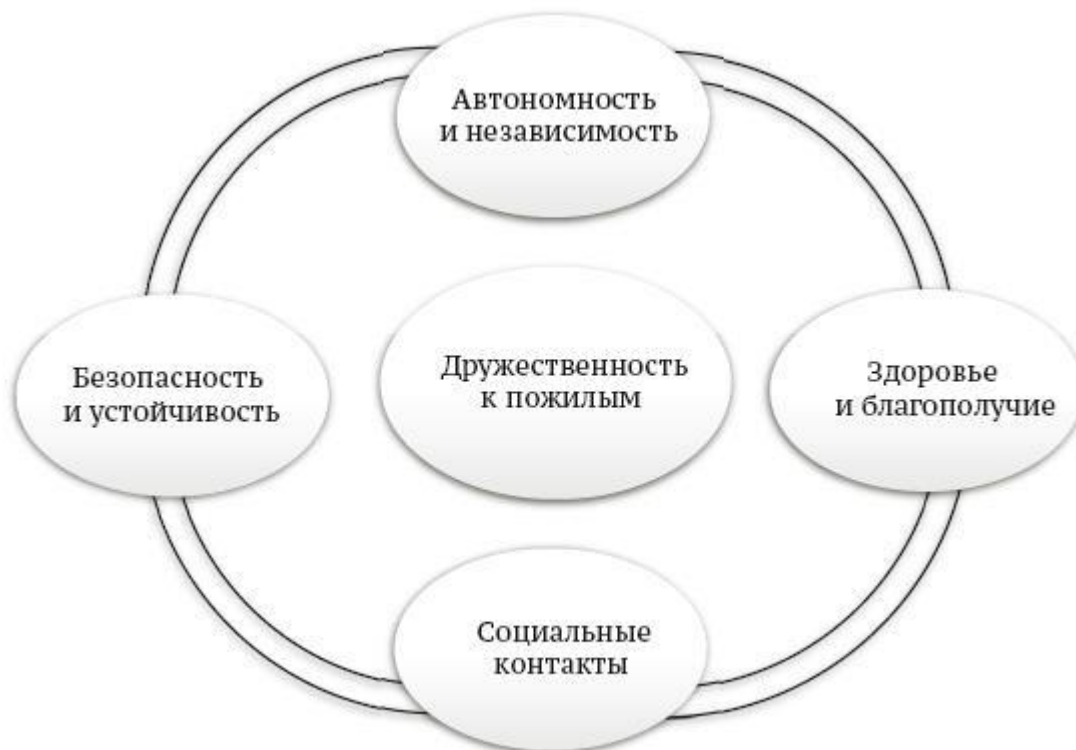 Автономность
и независимость
Безопасность
и устойчивость
Дружественность
к пожилым
Здоровье
и благополучие
Социальные
контакты